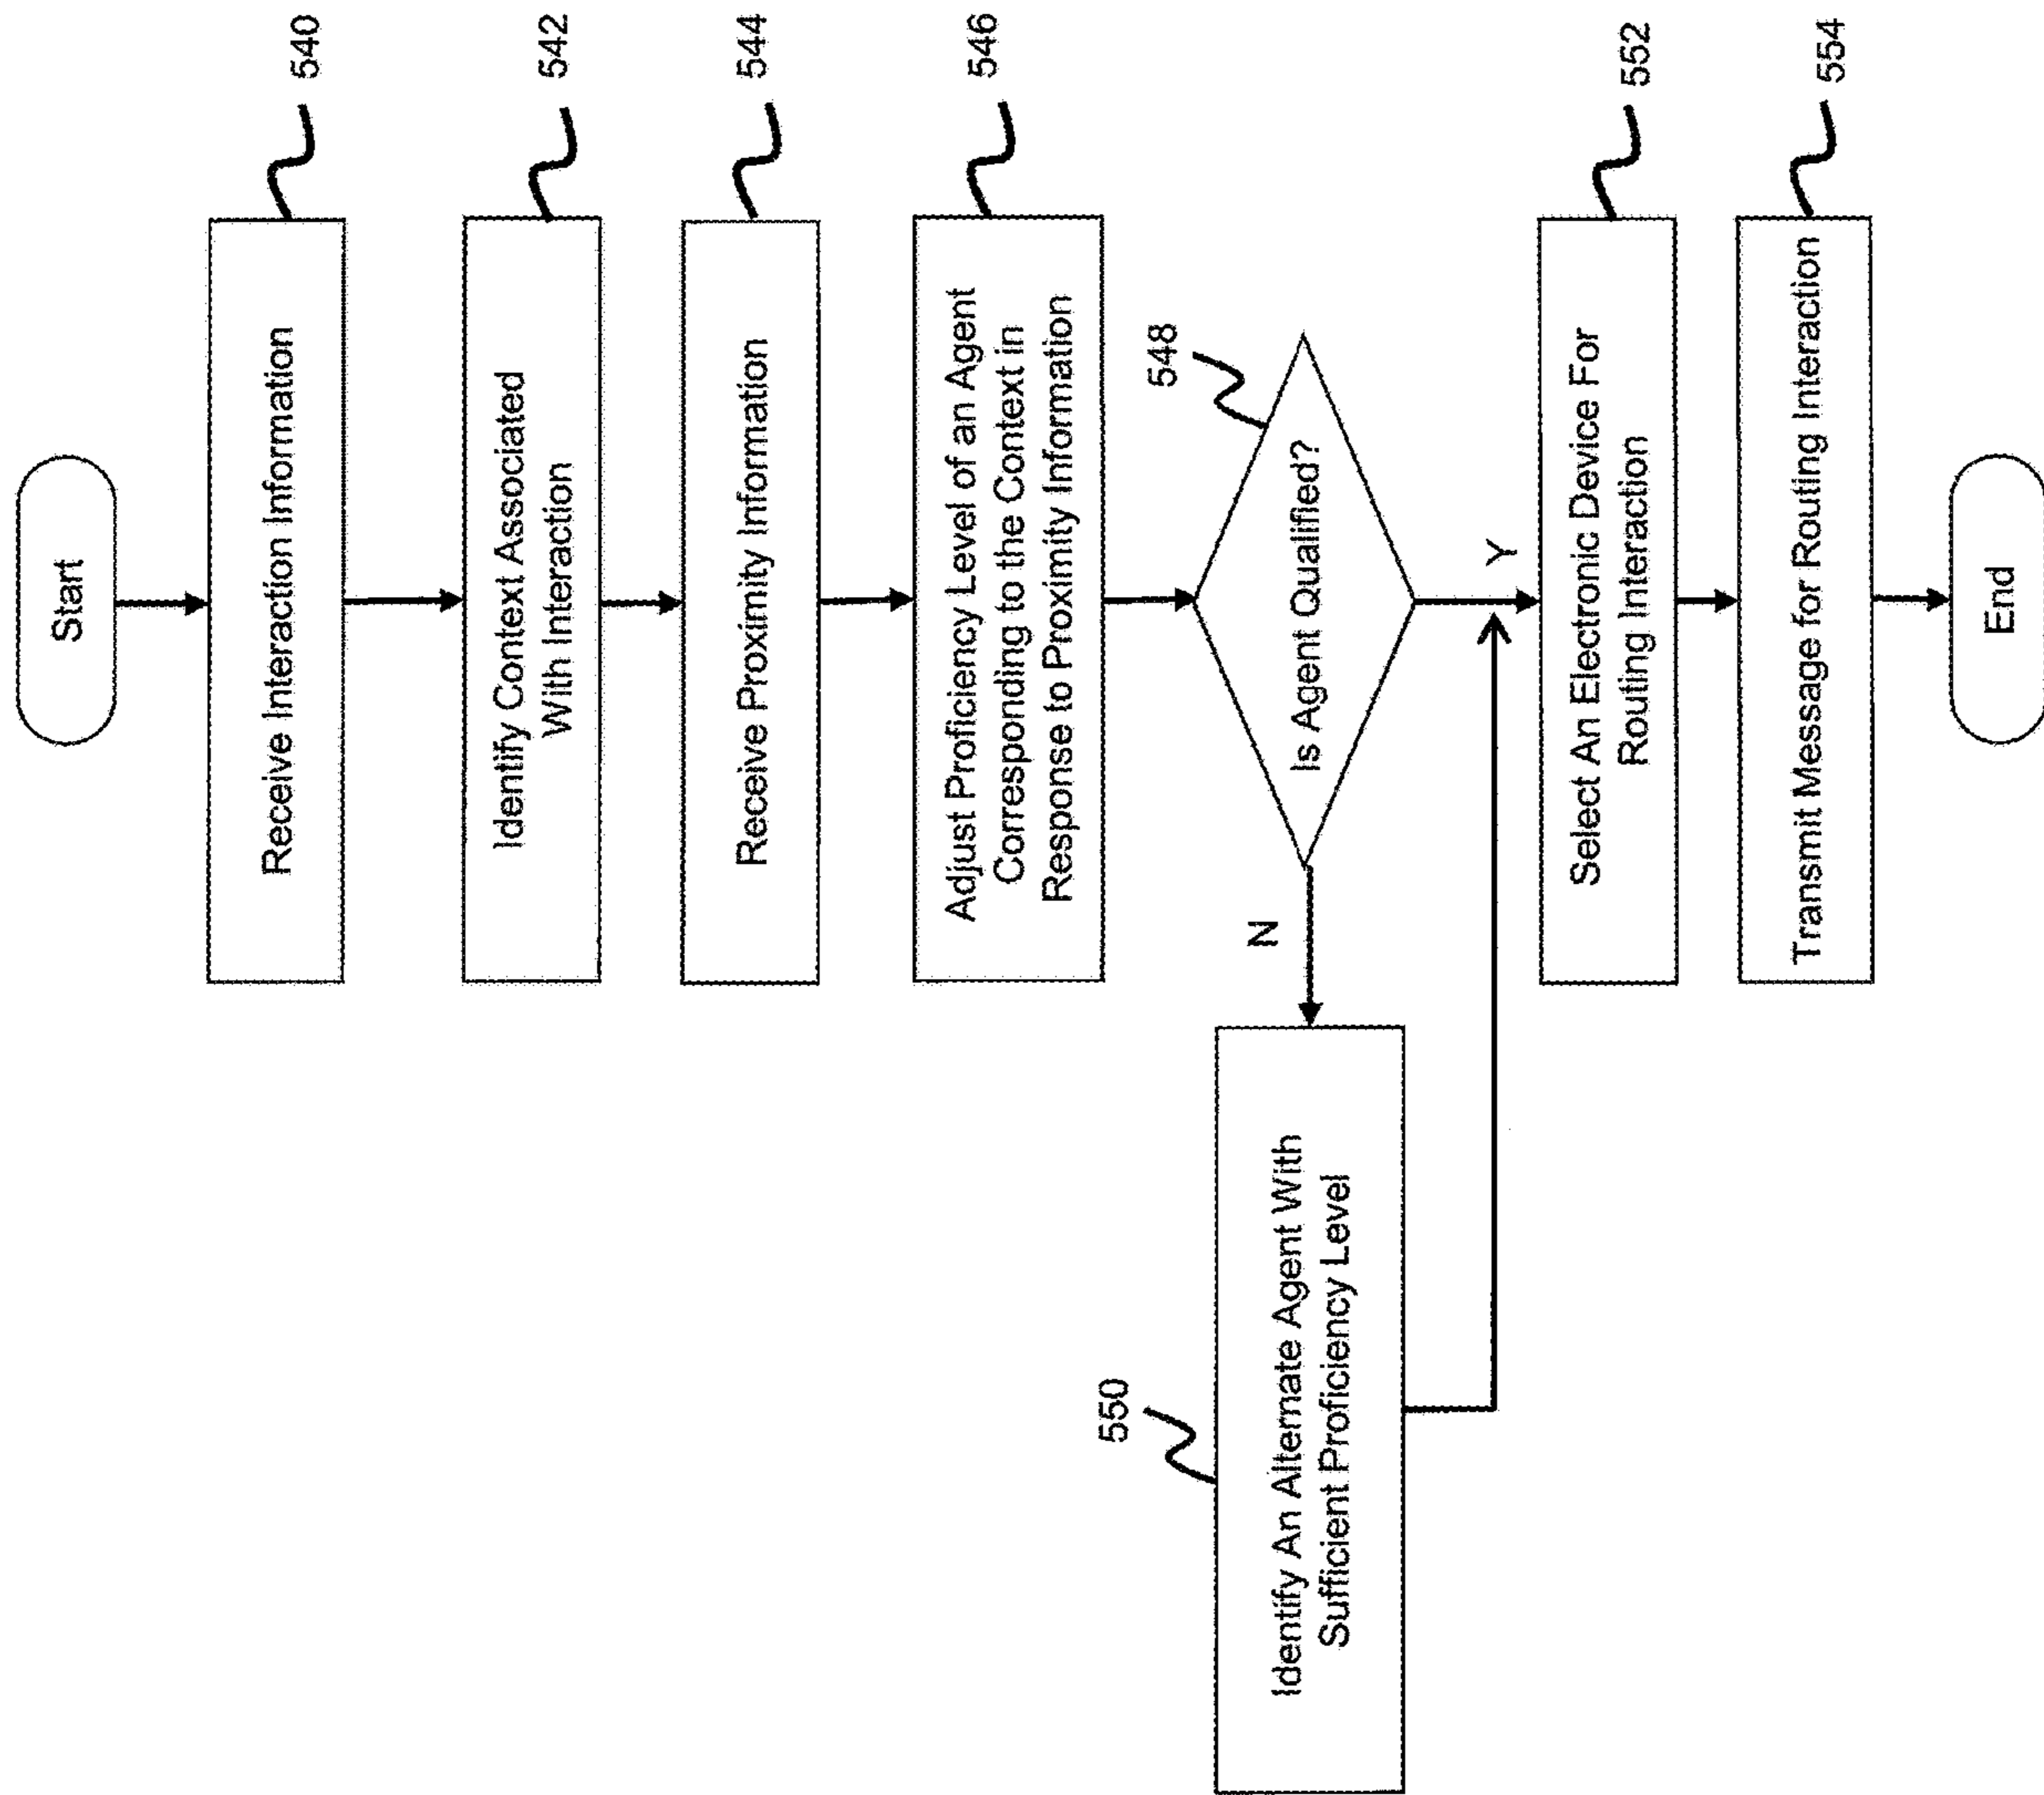 Start
Receive Interaction Information
540
Identify Context Associated
With Interaction
542
Receive Proximity Information
544
Adjust Proficiency Level of an Agent
Corresponding to the Context in
Response to Proximity Information
546
Is Agent Qualified?
548
N
Y
Identify An Alternate Agent With
Sufficient Proficiency Level
550
Select An Electronic Device For
Routing Interaction
552
Transmit Message for Routing Interaction
554
End